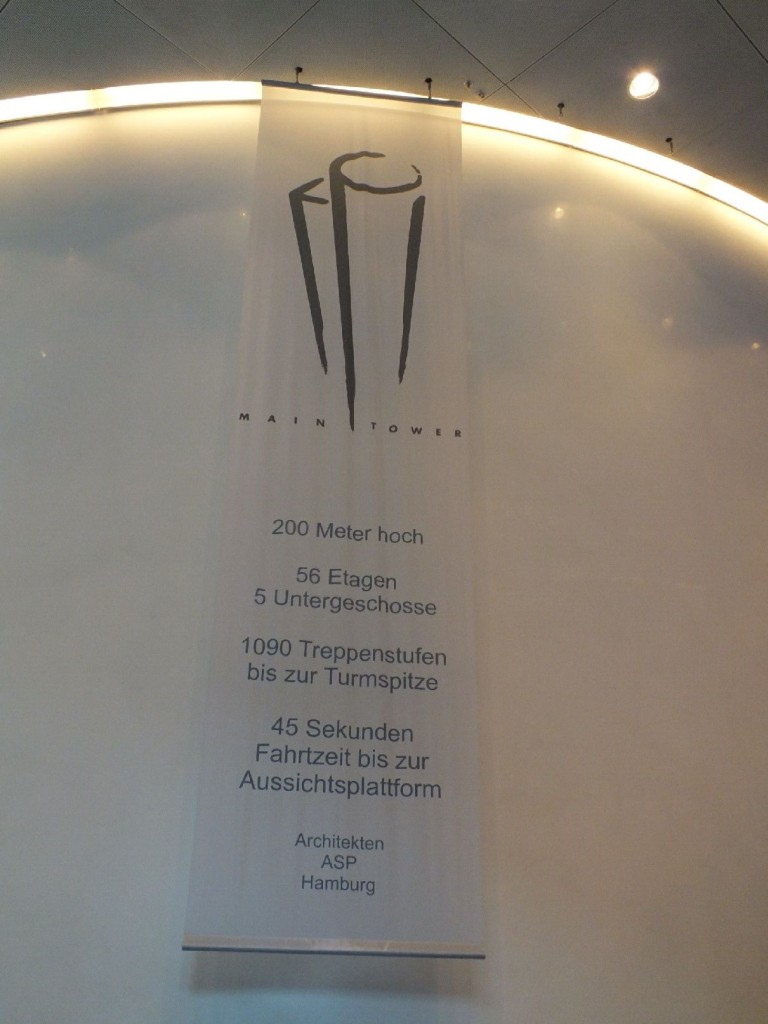 MAIN TOWER
200 Meter hoch
56 Etagen
5 Untergeschosse
1090 Treppenstufen
bis zur Turmspitze
45 Sekunden
Fahrtzeit bis zur
Aussichtsplattform
Architekten
ASP
Hamburg